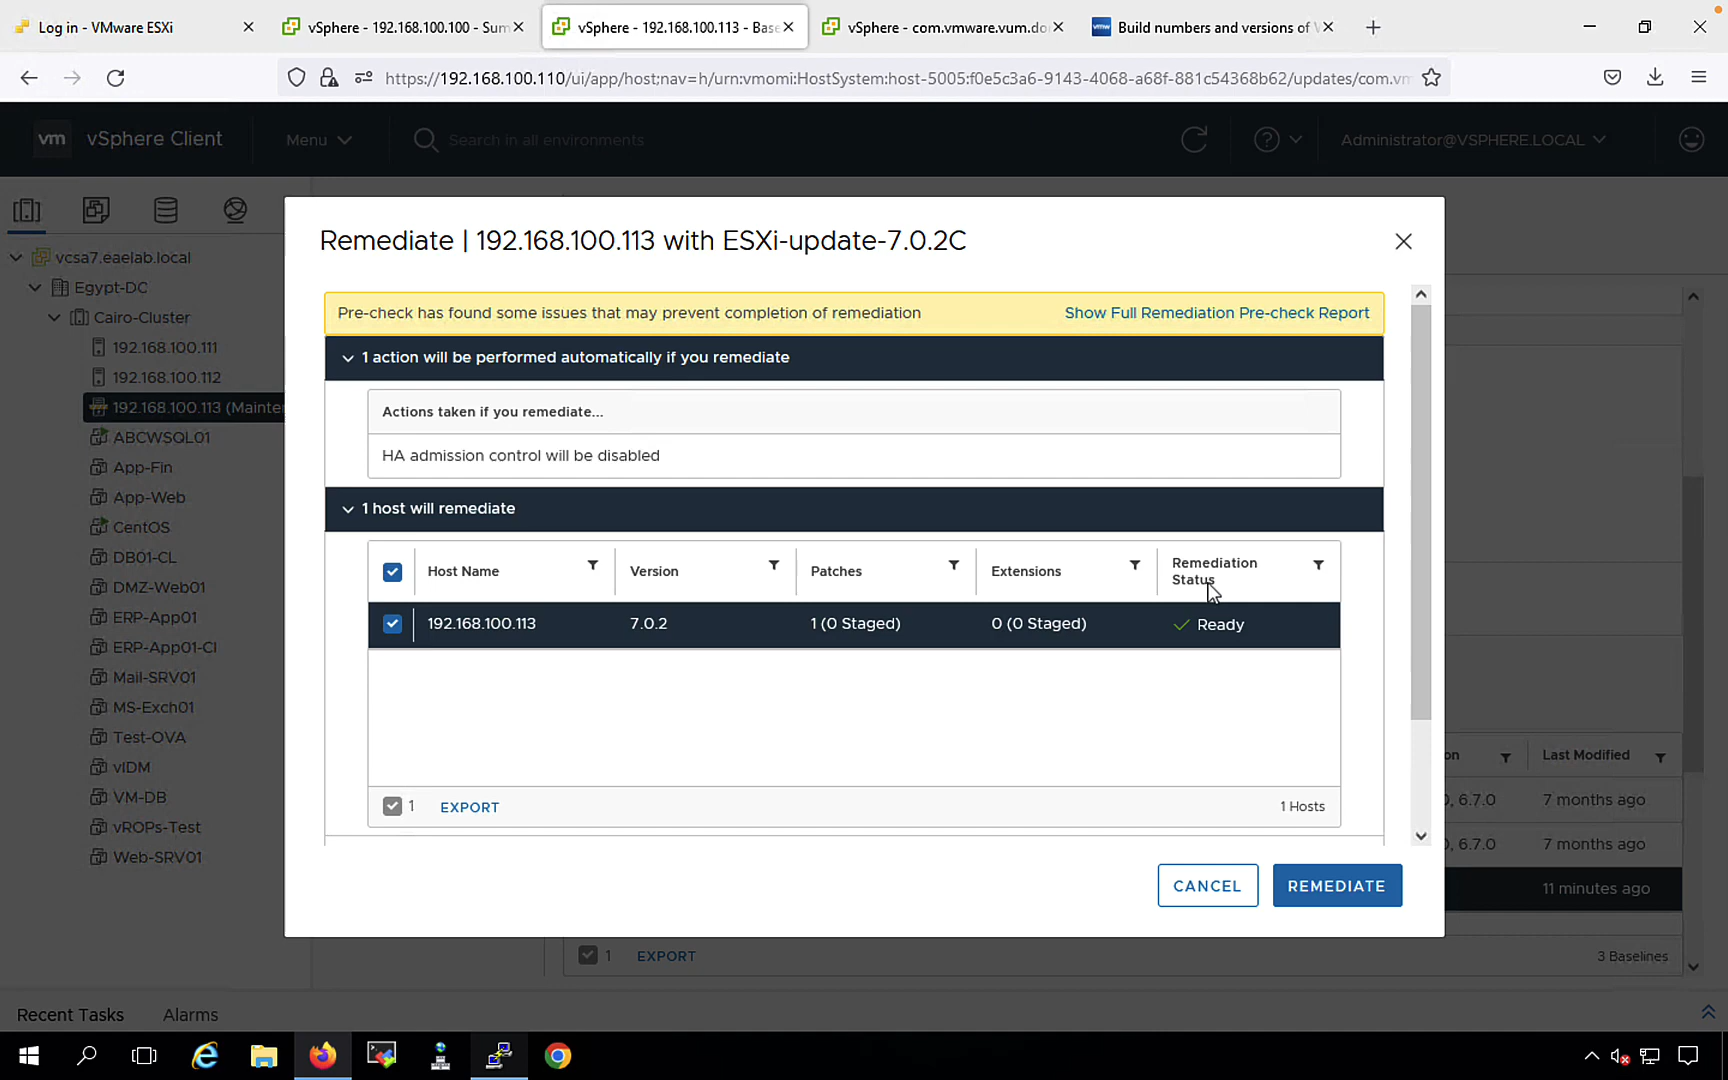 Log in - VMware ESXi
vSphere - 192.168.100.100 - Sum
vSphere - 192.168.100.113 - Base
vSphere - com.vmware.vum.do
vmw
Build numbers and versions of V
https://192.168.100.110/ui/app/host;nav=h/urn:vmomi:HostSystem:host-5005:f0e5c3a6-9143-4068-a68f-881c54368b62/updates/com.vm
vm
vSphere Client
Menu
Search in all environments
Administrator@VSPHERE.LOCAL
vcsa7.eaelab.local
Egypt-DC
Cairo-Cluster
192.168.100.111
192.168.100.112
192.168.100.113 (Mainten
ABCWSQL01
App-Fin
App-Web
CentOS
DB01-CL
DMZ-Web01
ERP-App01
ERP-App01-Cl
Mail-SRV01
MS-Exch01
Test-OVA
vIDM
VM-DB
vROPs-Test
Web-SRV01
Remediate | 192.168.100.113 with ESXi-update-7.0.2C
Pre-check has found some issues that may prevent completion of remediation
Show Full Remediation Pre-check Report
1 action will be performed automatically if you remediate
Actions taken if you remediate...
HA admission control will be disabled
1 host will remediate
Host Name
Version
Patches
Extensions
Remediation
Status
192.168.100.113
7.0.2
1 (0 Staged)
0 (0 Staged)
Ready
1
EXPORT
1 Hosts
CANCEL
REMEDIATE
on
Last Modified
0, 6.7.0
7 months ago
0, 6.7.0
7 months ago
11 minutes ago
1
EXPORT
3 Baselines
Recent Tasks
Alarms